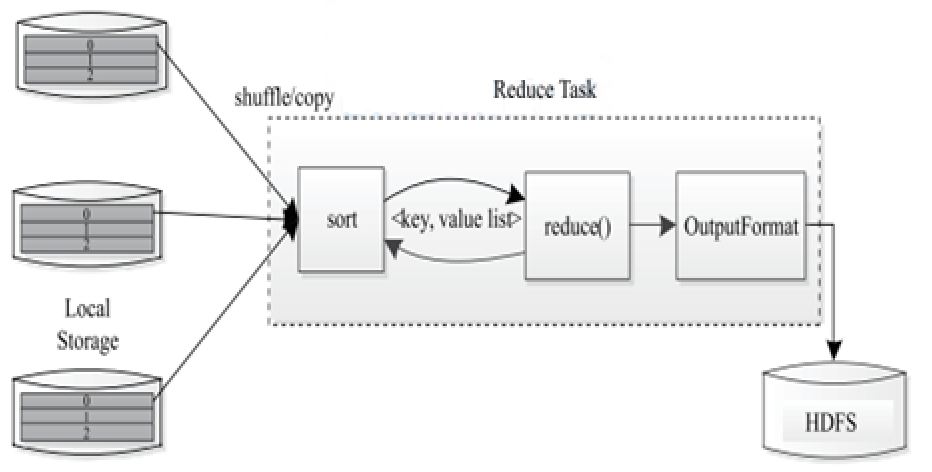 0
1
2
shuffle/copy
Reduce Task
0
1
2
sort
<key, value list>
reduce()
OutputFormat
Local
Storage
0
1
2
HDFS